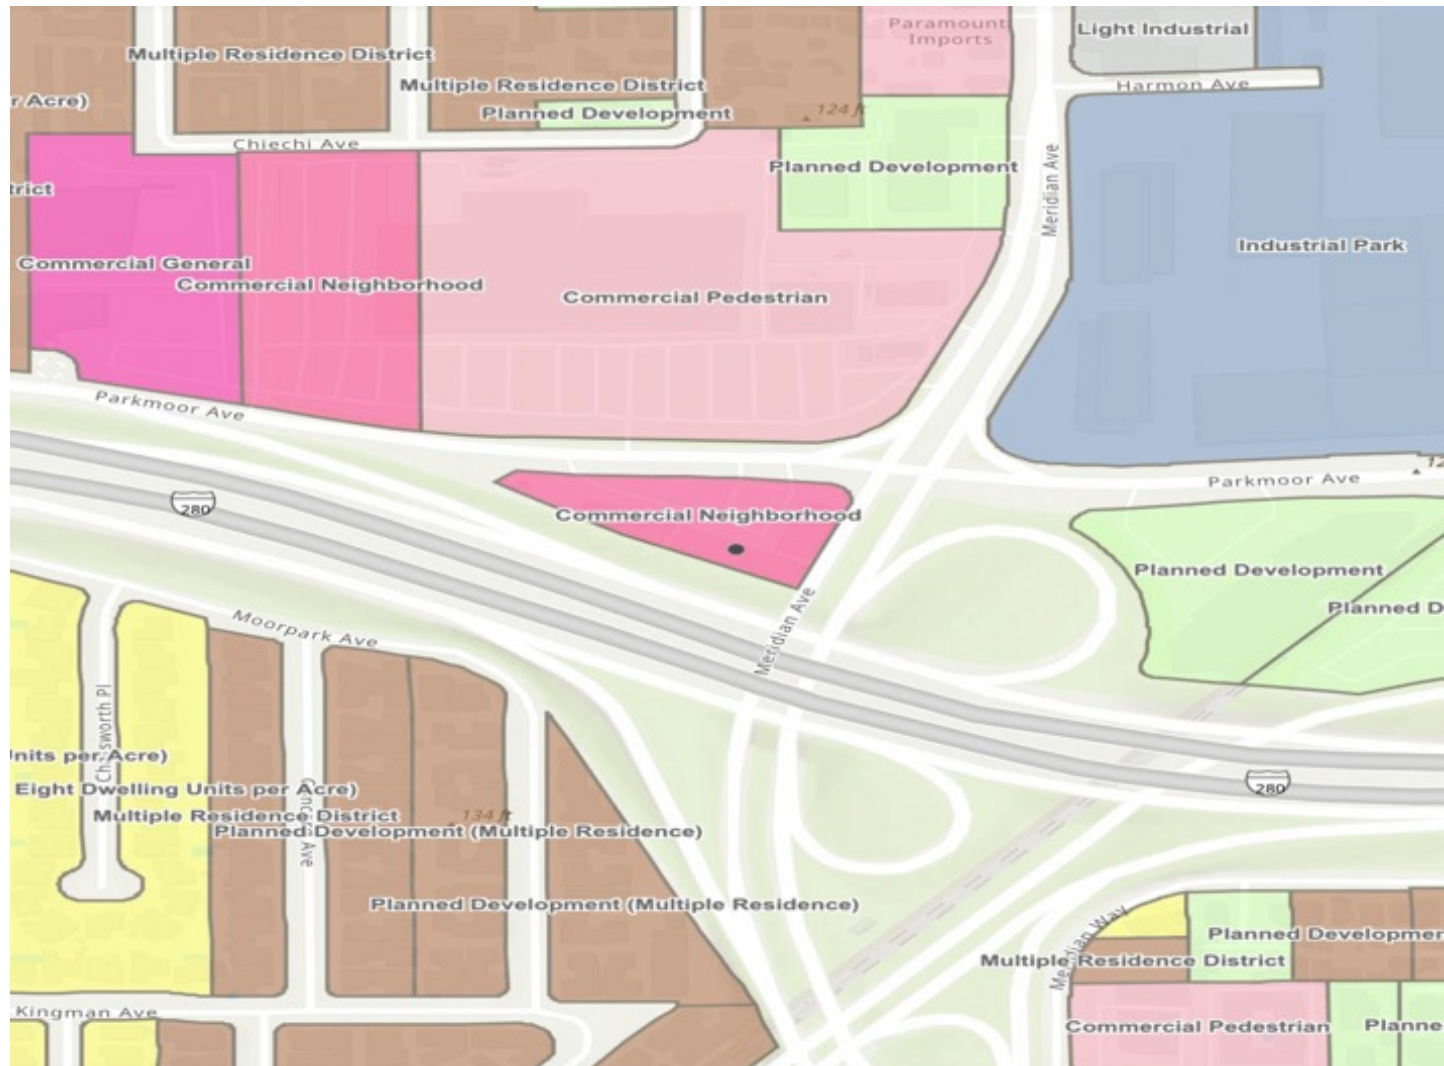 Paramount
Imports
Light Industrial
Multiple Residence District
Multiple Residence District
Harmon Ave
r Acre)
Planned Development
124 ft
Chiechi Ave
Planned Development
Meridian Ave
trict
Industrial Park
Commercial General
Commercial Neighborhood
Commercial Pedestrian
Parkmoor Ave
12
Parkmoor Ave
280
Commercial Neighborhood
Planned Development
Planned D
Moorpark Ave
Meridian Ave
Units per Acre)
280
Eight Dwelling Units per Acre)
Multiple Residence District
134 ft
Planned Development (Multiple Residence)
Planned Development (Multiple Residence)
Meridian Way
Planned Developmen
Multiple Residence District
Kingman Ave
Commercial Pedestrian
Planne